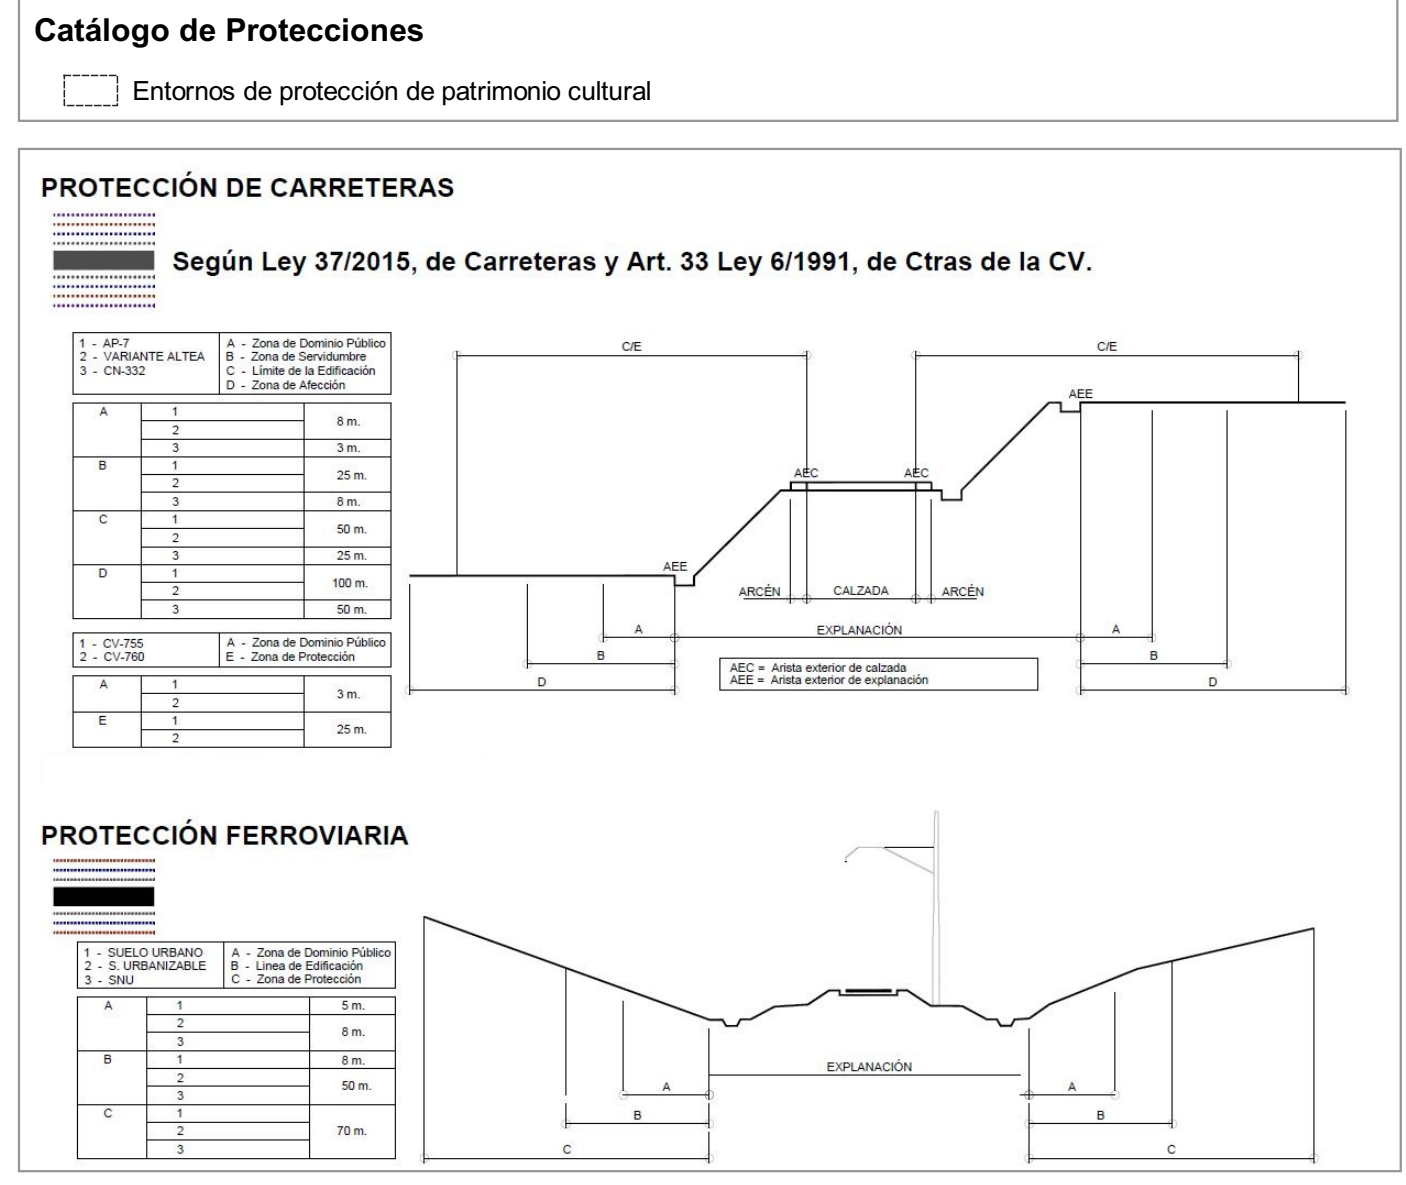 Catálogo de Protecciones
Entornos de protección de patrimonio cultural
PROTECCIÓN DE CARRETERAS
Según Ley 37/2015, de Carreteras y Art. 33 Ley 6/1991, de Ctras de la CV.
1 - AP-7
2 - VARIANTE ALTEA
3 - CN-332
A - Zona de Dominio Público
B - Zona de Servidumbre
C - Límite de la Edificación
D - Zona de Afección
A 1
2
8 m.
3 3 m.
B 1
2
25 m.
3 8 m.
C 1
2
50 m.
3 25 m.
D 1
2
100 m.
3 50 m.
1 - CV-755
2 - CV-760
A - Zona de Dominio Público
E - Zona de Protección
A 1
2
3 m.
E 1
2
25 m.
C/E
C/E
AEE
AEC
AEC
AEE
ARCÉN
CALZADA
ARCÉN
A
EXPLANACIÓN
A
B
B
AEC = Arista exterior de calzada
AEE = Arista exterior de explanación
D
D
PROTECCIÓN FERROVIARIA
1 - SUELO URBANO
2 - S. URBANIZABLE
3 - SNU
A - Zona de Dominio Público
B - Linea de Edificación
C - Zona de Protección
A 1 5 m.
2
3
8 m.
B 1 8 m.
2
3
50 m.
C 1
2 70 m.
3
EXPLANACIÓN
A
A
B
B
C
C